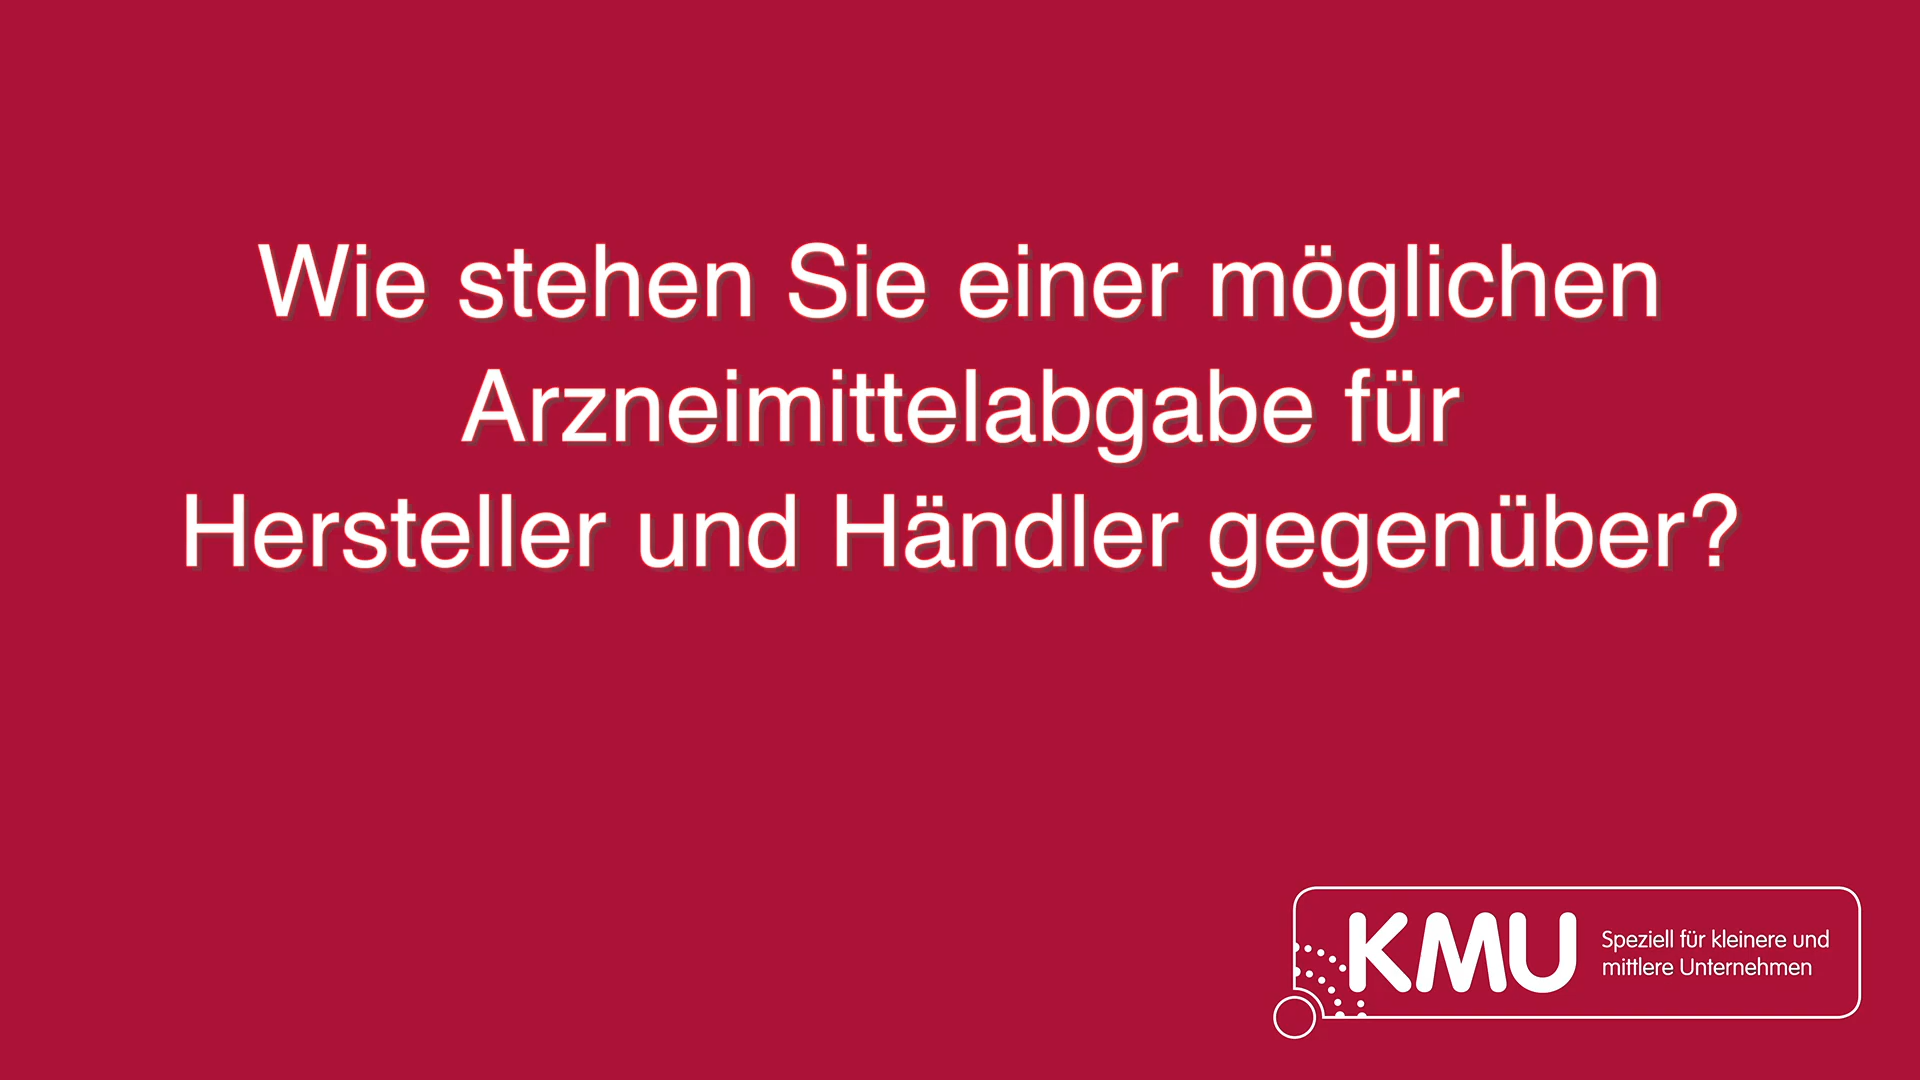 Wie stehen Sie einer möglichen
Arzneimittelabgabe für
Hersteller und Händler gegenüber?
KMU
Speziell für kleinere und
mittlere Unternehmen